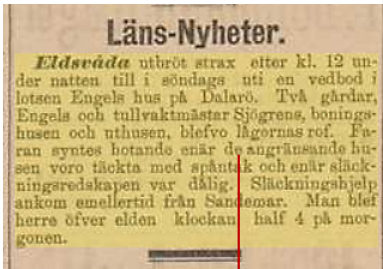 Läns-Nyheter.
Eldsvåda utbröt strax efter kl. 12 un-
der natten till i söndags uti en vedbod i
lotsen Engels hus på Dalarö. Två gårdar,
Engels och tullvaktmästar Sjögrens, bonings-
husen och uthusen, blefvo lågornas rof. Fa-
ran syntes hotande enär de angränsande hu-
sen voro täckta med spåntak och enär släck-
ningsredskapen var dålig. Släckningshjelp
ankom emellertid från Sandemar. Man blef
herre öfver elden klockan half 4 på mor-
gonen.